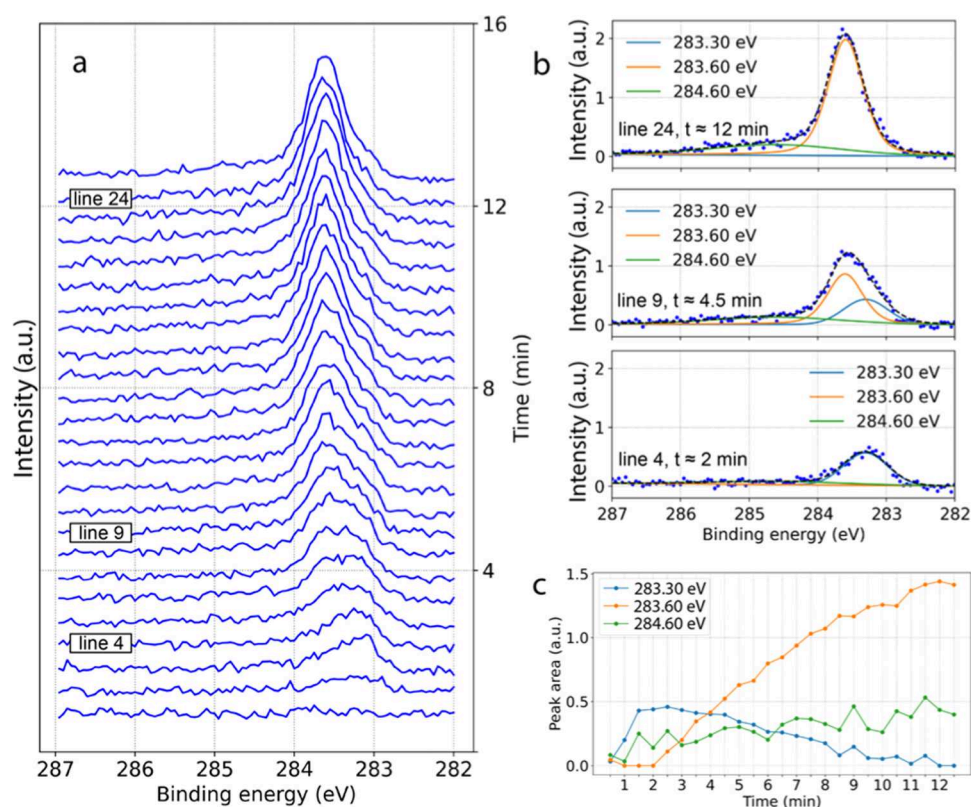 a
Intensity (a.u.)
line 24
line 9
line 4
287 286 285 284 283 282
Binding energy (eV)
16
12
8
4
Time (min)
b
Intensity (a.u.)
2
1
0
283.30 eV
283.60 eV
284.60 eV
line 24, t ≈ 12 min
Intensity (a.u.)
2
1
0
283.30 eV
283.60 eV
284.60 eV
line 9, t ≈ 4.5 min
Intensity (a.u.)
2
1
0
283.30 eV
283.60 eV
284.60 eV
line 4, t ≈ 2 min
287 286 285 284 283 282
Binding energy (eV)
c
Peak area (a.u.)
1.5
1.0
0.5
0.0
283.30 eV
283.60 eV
284.60 eV
1 2 3 4 5 6 7 8 9 10 11 12
Time (min)